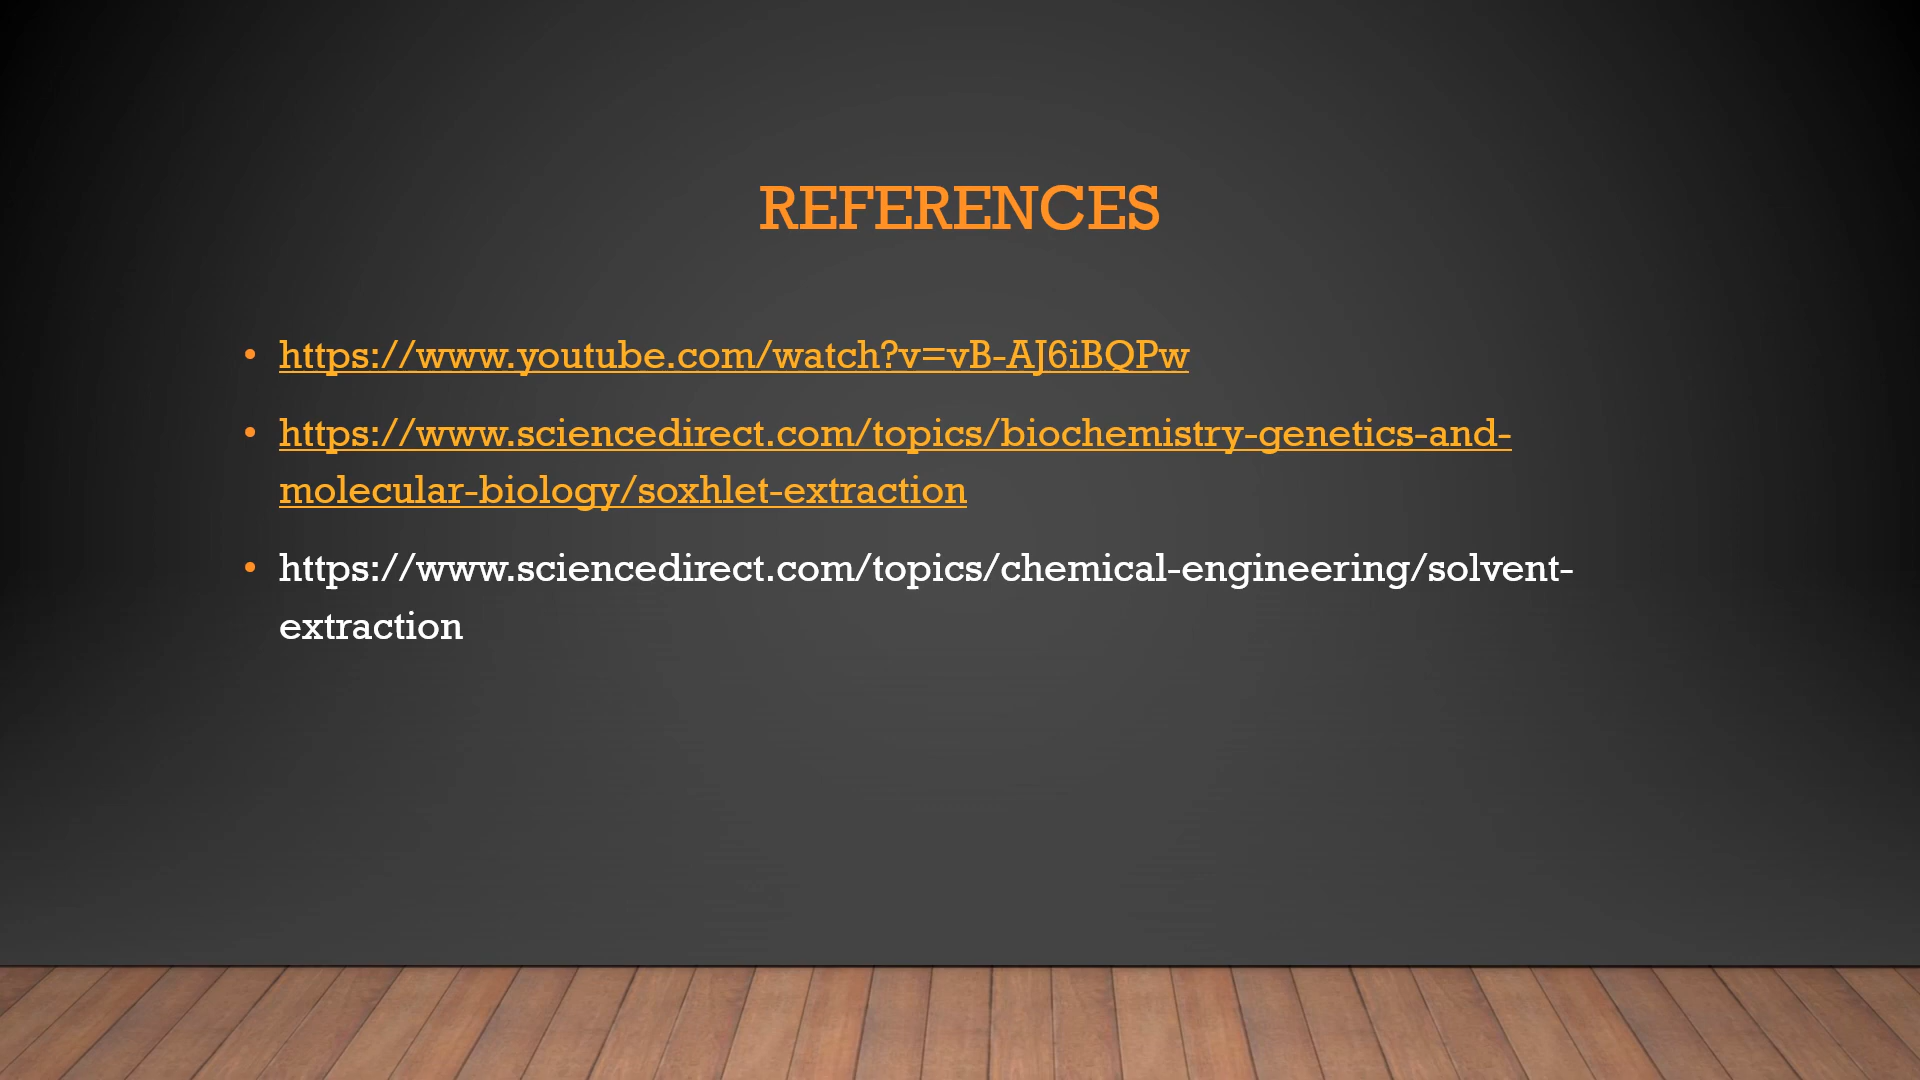 REFERENCES
• https://www.youtube.com/watch?v=vB-AJ6iBQPw
• https://www.sciencedirect.com/topics/biochemistry-genetics-and-
molecular-biology/soxhlet-extraction
• https://www.sciencedirect.com/topics/chemical-engineering/solvent-
extraction